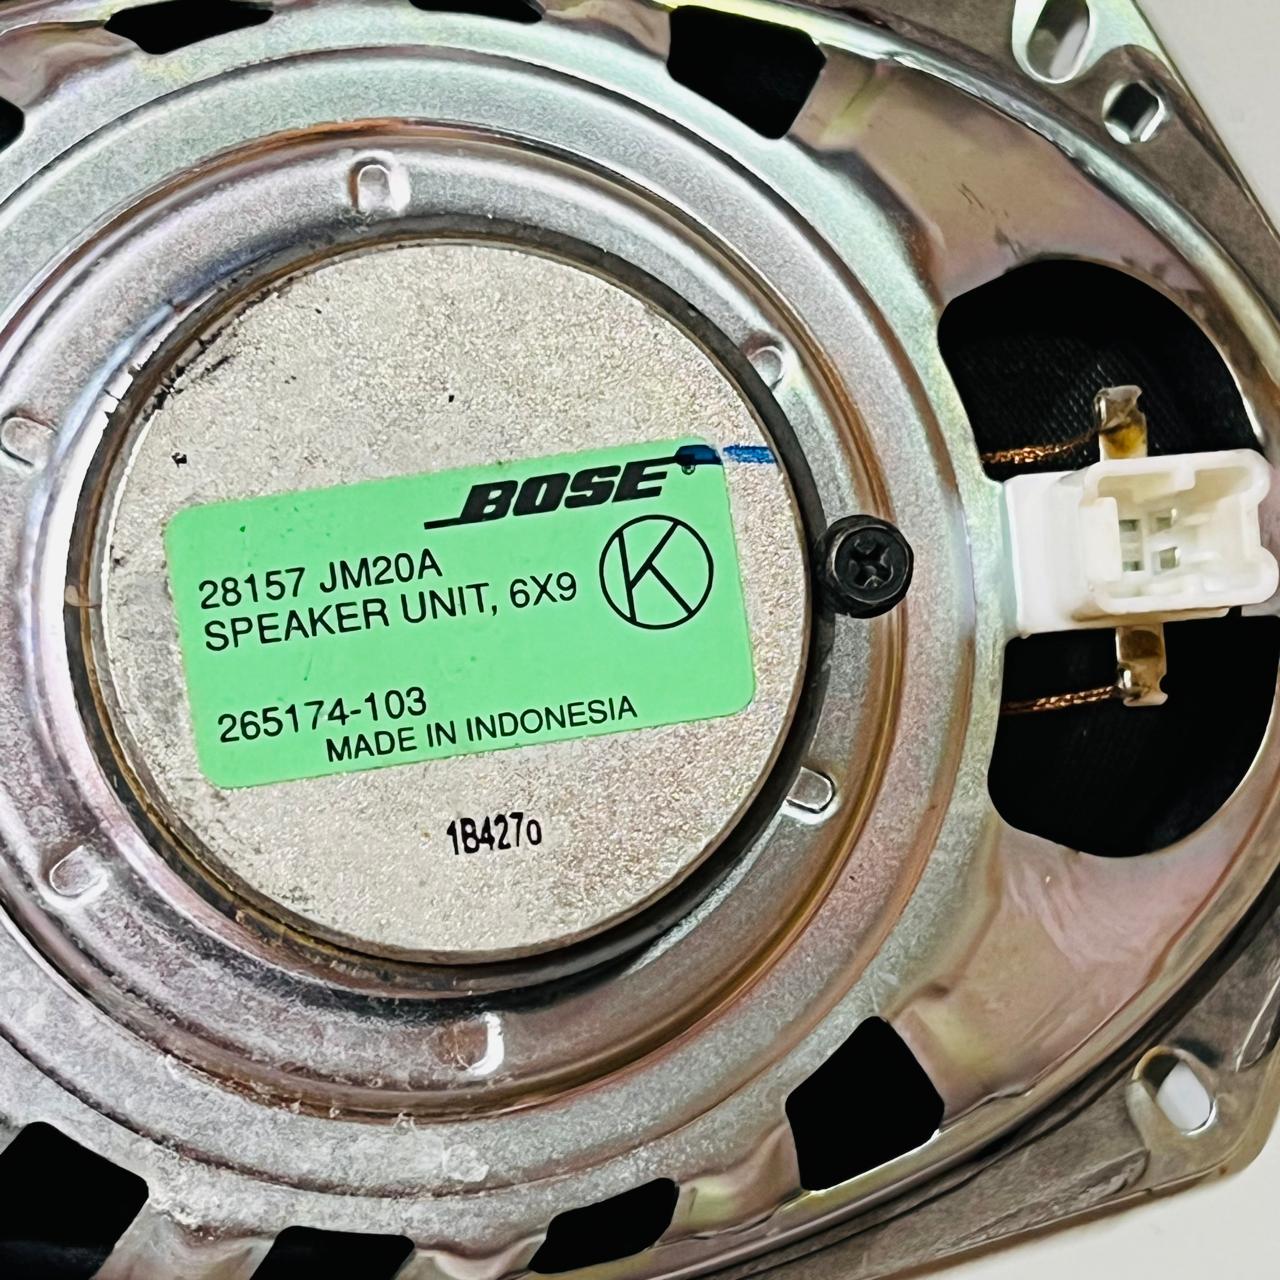 BOSE®
28157 JM20A
SPEAKER UNIT, 6X9
K
265174-103
MADE IN INDONESIA
1B427o